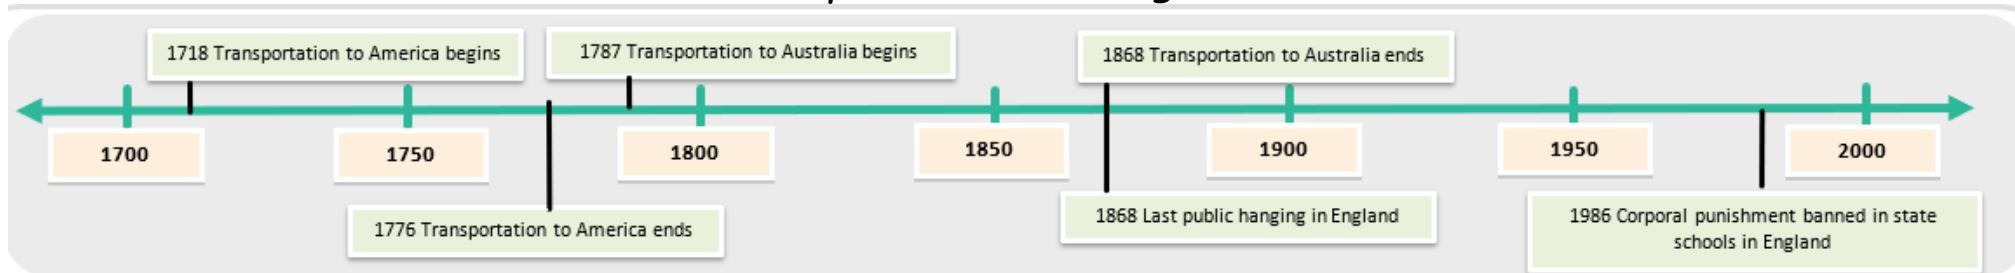 1718 Transportation to America begins
1787 Transportation to Australia begins
1868 Transportation to Australia ends
1700
1750
1800
1850
1900
1950
2000
1776 Transportation to America ends
1868 Last public hanging in England
1986 Corporal punishment banned in state
schools in England